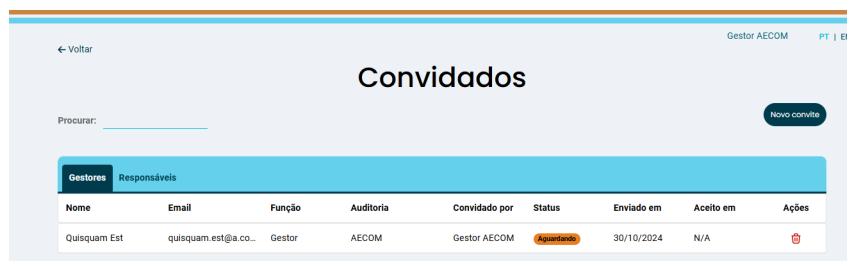 Gestor AECOM PT | EN
← Voltar
Convidados
Procurar:
Novo convite
Gestores Responsáveis
Nome Email Função Auditoria Convidado por Status Enviado em Aceito em Ações
Quisquam Est quisquam.est@a.co... Gestor AECOM Gestor AECOM Aguardando 30/10/2024 N/A